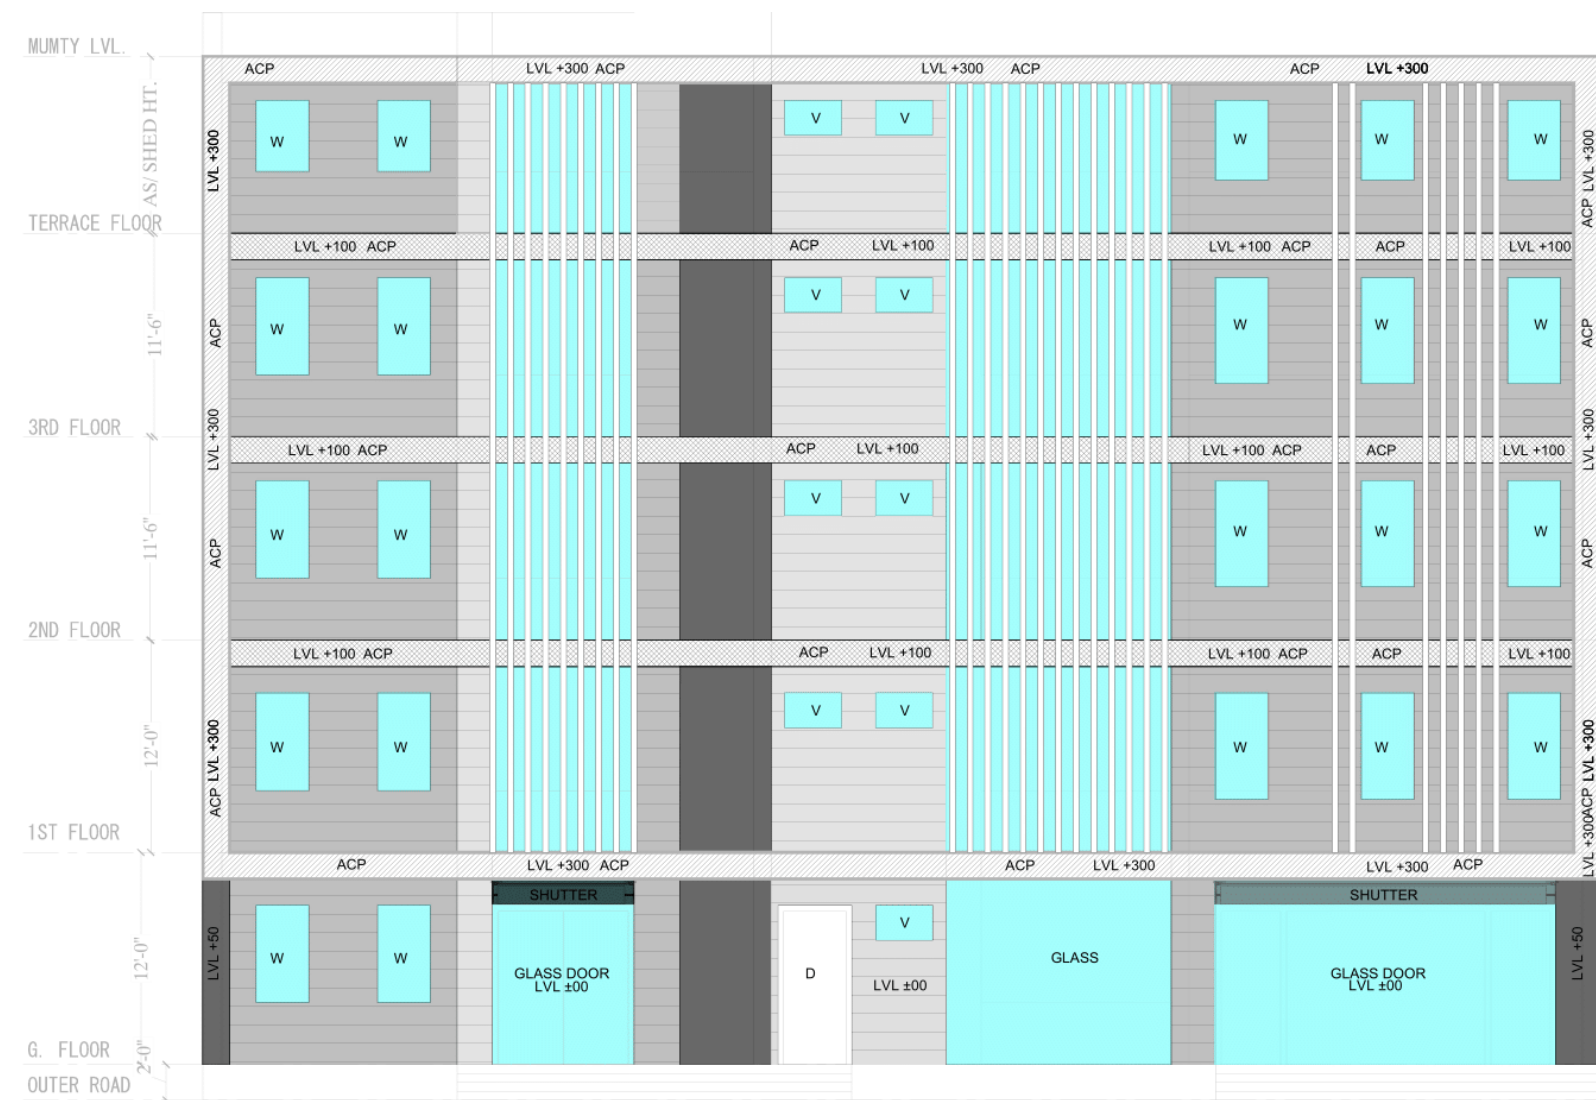 MUMTY LVL.
ACP
LVL +300 ACP
LVL +300 ACP
ACP LVL +300
AS/ SHED HT.
LVL +300
W W
V V
W W W
ACP LVL +300
TERRACE FLOOR
LVL +100 ACP
ACP LVL +100
LVL +100 ACP
ACP
LVL +100
11'-6"
ACP
W W
V V
W W W
ACP
3RD FLOOR
LVL +300
LVL +100 ACP
ACP LVL +100
LVL +100 ACP
ACP
LVL +100
LVL +300
11'-6"
ACP
W W
V V
W W W
ACP
2ND FLOOR
LVL +100 ACP
ACP LVL +100
LVL +100 ACP
ACP
LVL +100
12'-0"
ACP LVL +300
W W
V V
W W W
ACP LVL +300
1ST FLOOR
ACP
LVL +300 ACP
ACP LVL +300
LVL +300 ACP
LVL +300
SHUTTER
SHUTTER
12'-0"
LVL +50
W W
GLASS DOOR
LVL ±00
D
V
LVL ±00
GLASS
GLASS DOOR
LVL ±00
LVL +50
G. FLOOR
2'-0"
OUTER ROAD